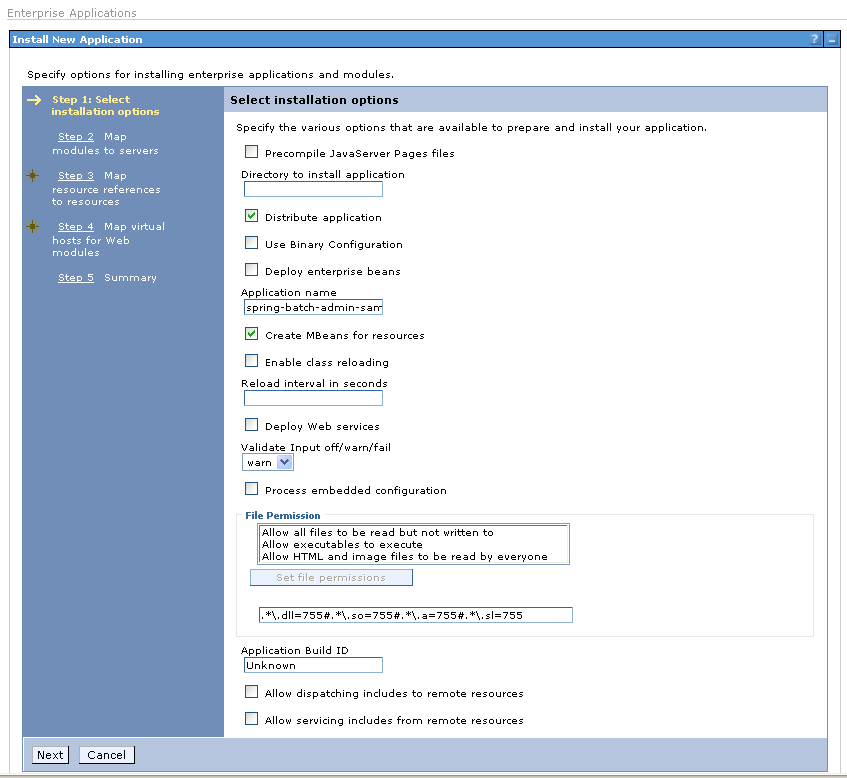 Enterprise Applications
Install New Application
?
Specify options for installing enterprise applications and modules.
Step 1: Select
installation options
Step 2 Map
modules to servers
Step 3 Map
resource references
to resources
Step 4 Map virtual
hosts for Web
modules
Step 5 Summary
Select installation options
Specify the various options that are available to prepare and install your application.
Precompile JavaServer Pages files
Directory to install application
Distribute application
Use Binary Configuration
Deploy enterprise beans
Application name
spring-batch-admin-sam
Create MBeans for resources
Enable class reloading
Reload interval in seconds
Deploy Web services
Validate Input off/warn/fail
warn
Process embedded configuration
File Permission
Allow all files to be read but not written to
Allow executables to execute
Allow HTML and image files to be read by everyone
Set file permissions
.*\.dll=755#.*\.so=755#.*\.a=755#.*\.sl=755
Application Build ID
Unknown
Allow dispatching includes to remote resources
Allow servicing includes from remote resources
Next Cancel